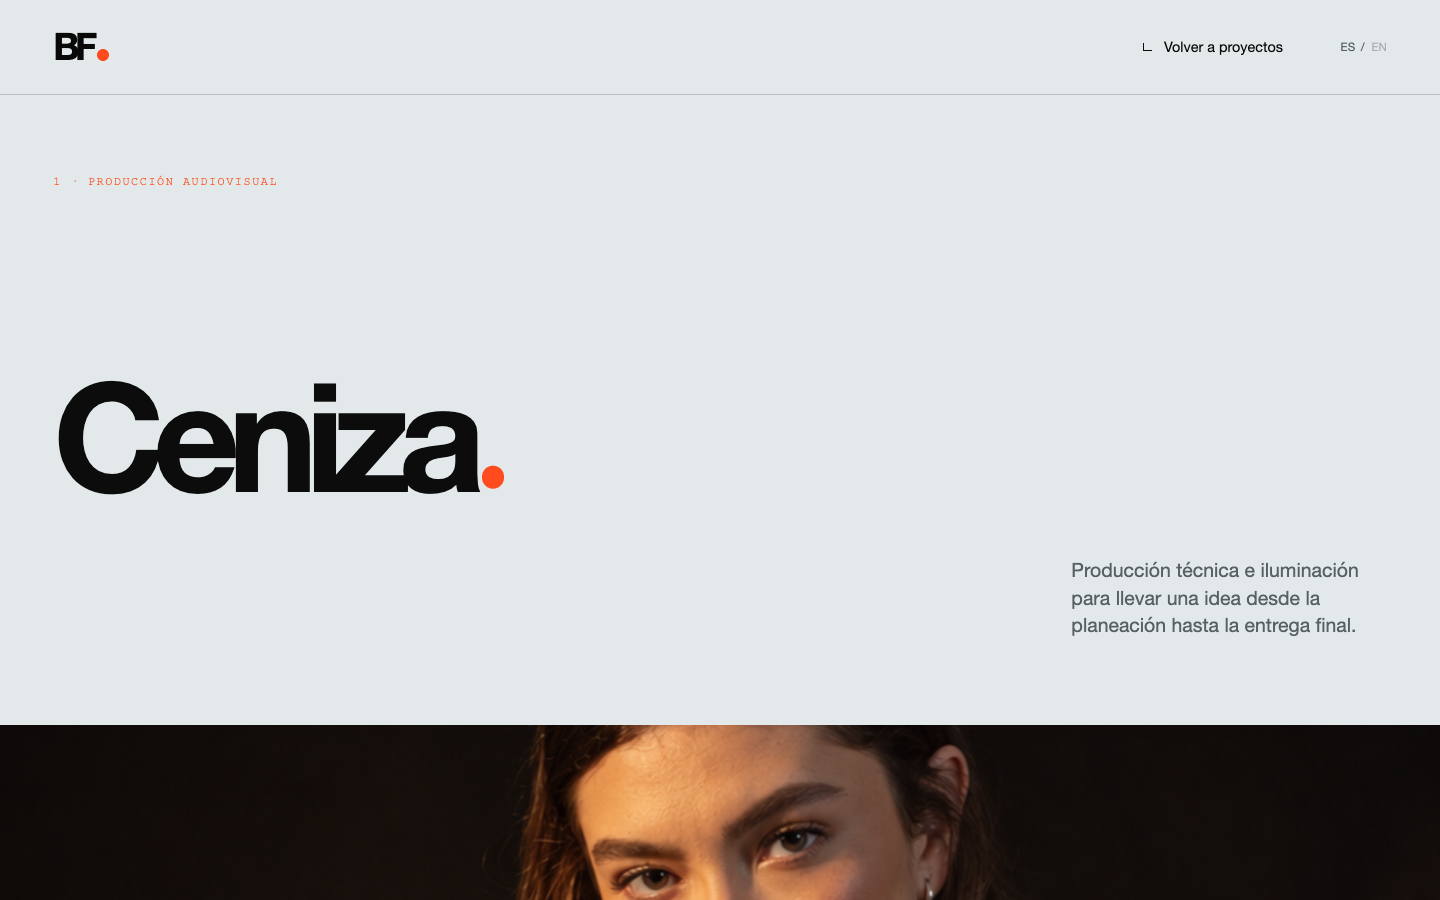 BF.
Volver a proyectos
ES / EN
1 · PRODUCCIÓN AUDIOVISUAL
Ceniza.
Producción técnica e iluminación
para llevar una idea desde la
planeación hasta la entrega final.